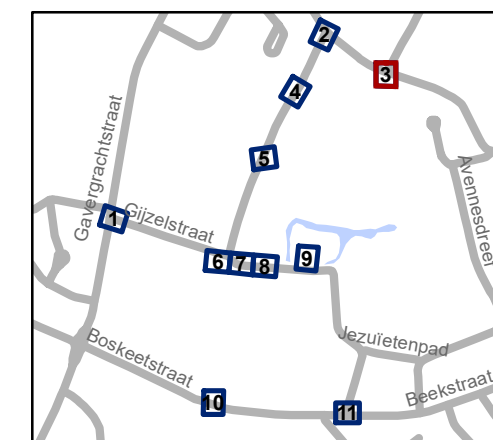 2
3
4
5
Gavergrachtstraat
Avennesdreef
1
Gijzelstraat
6 7 8 9
Jezuïetenpad
Boskeetstraat
Beekstraat
10
11